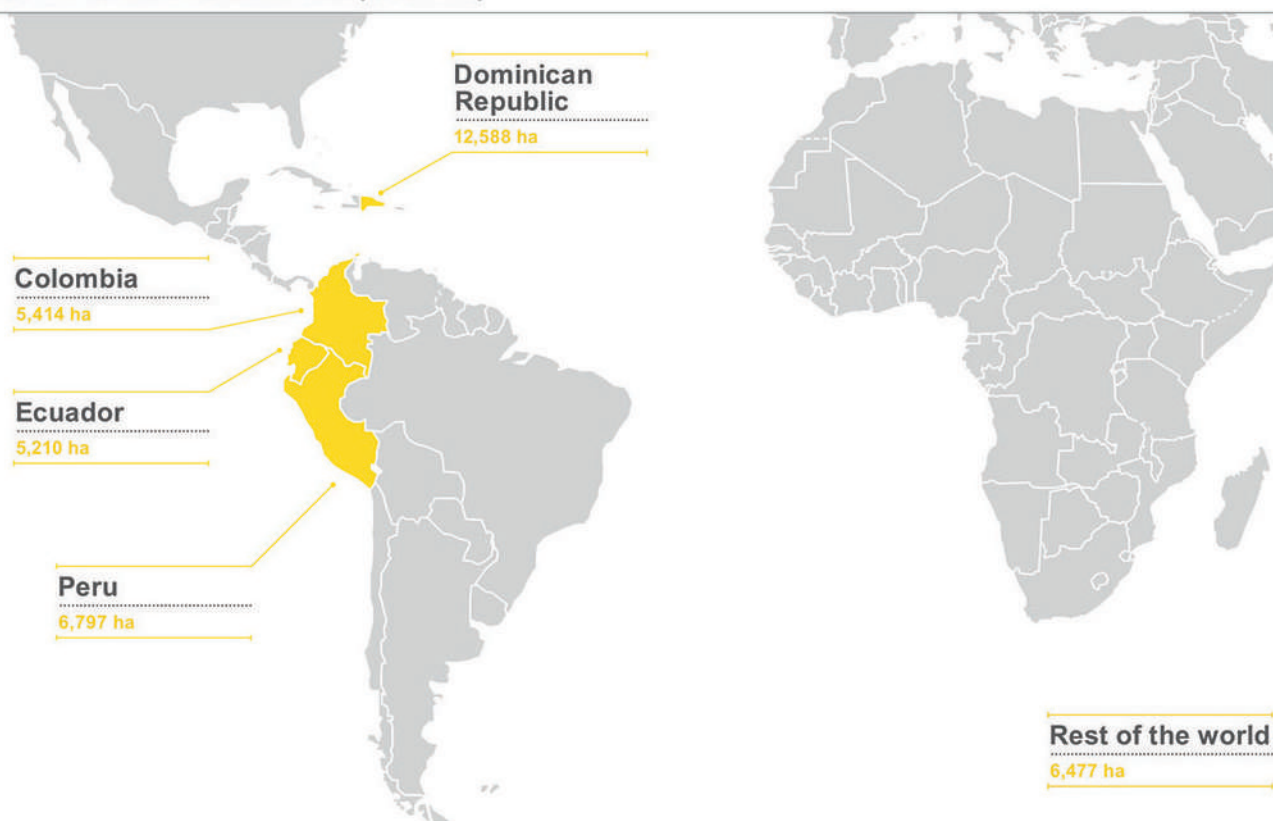 Dominican
Republic
12,588 ha
Colombia
5,414 ha
Ecuador
5,210 ha
Peru
6,797 ha
Rest of the world
6,477 ha